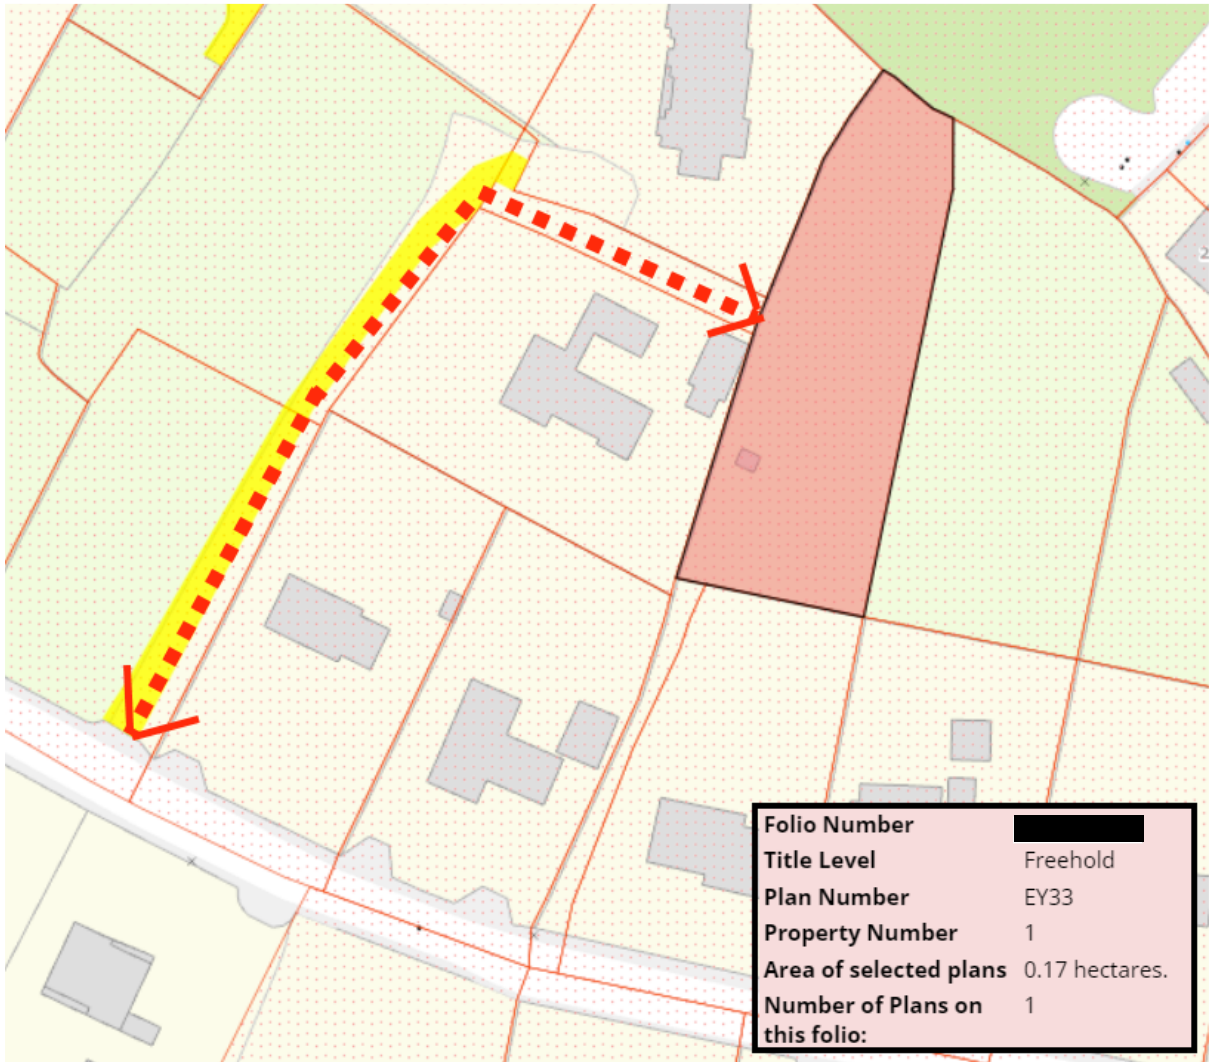 2
Folio Number
Title Level Freehold
Plan Number EY33
Property Number 1
Area of selected plans 0.17 hectares.
Number of Plans on 1
this folio: